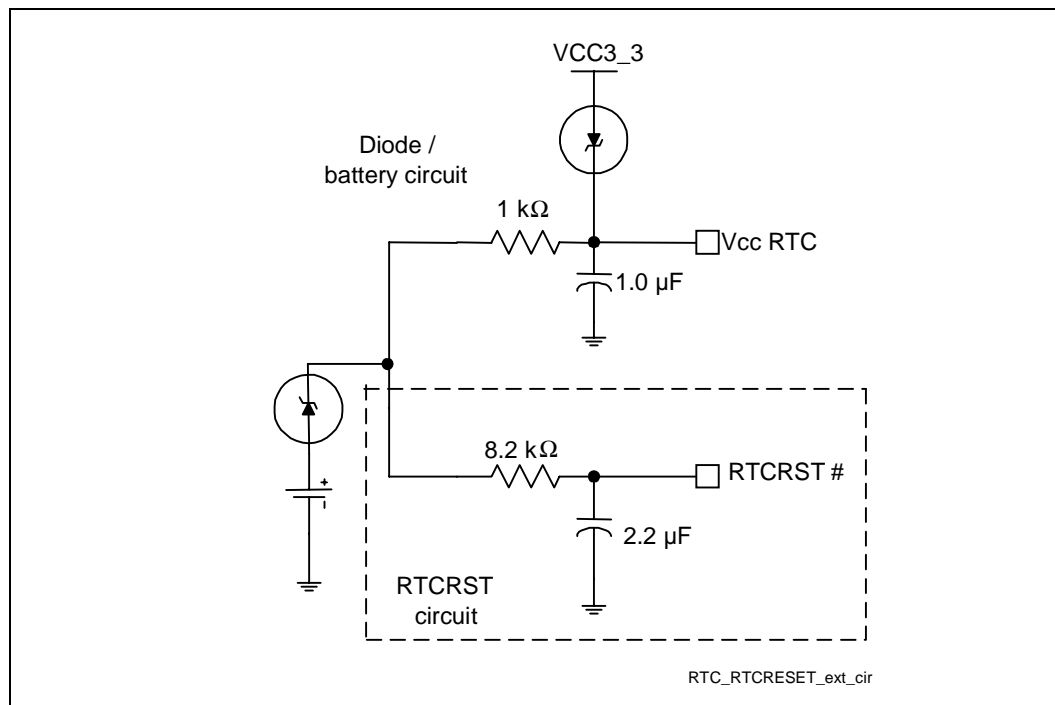 VCC3_3
Diode /
battery circuit
1 kΩ
Vcc RTC
1.0 µF
+
-
8.2 kΩ
RTCRST #
2.2 µF
RTCRST
circuit
RTC_RTCRESET_ext_cir